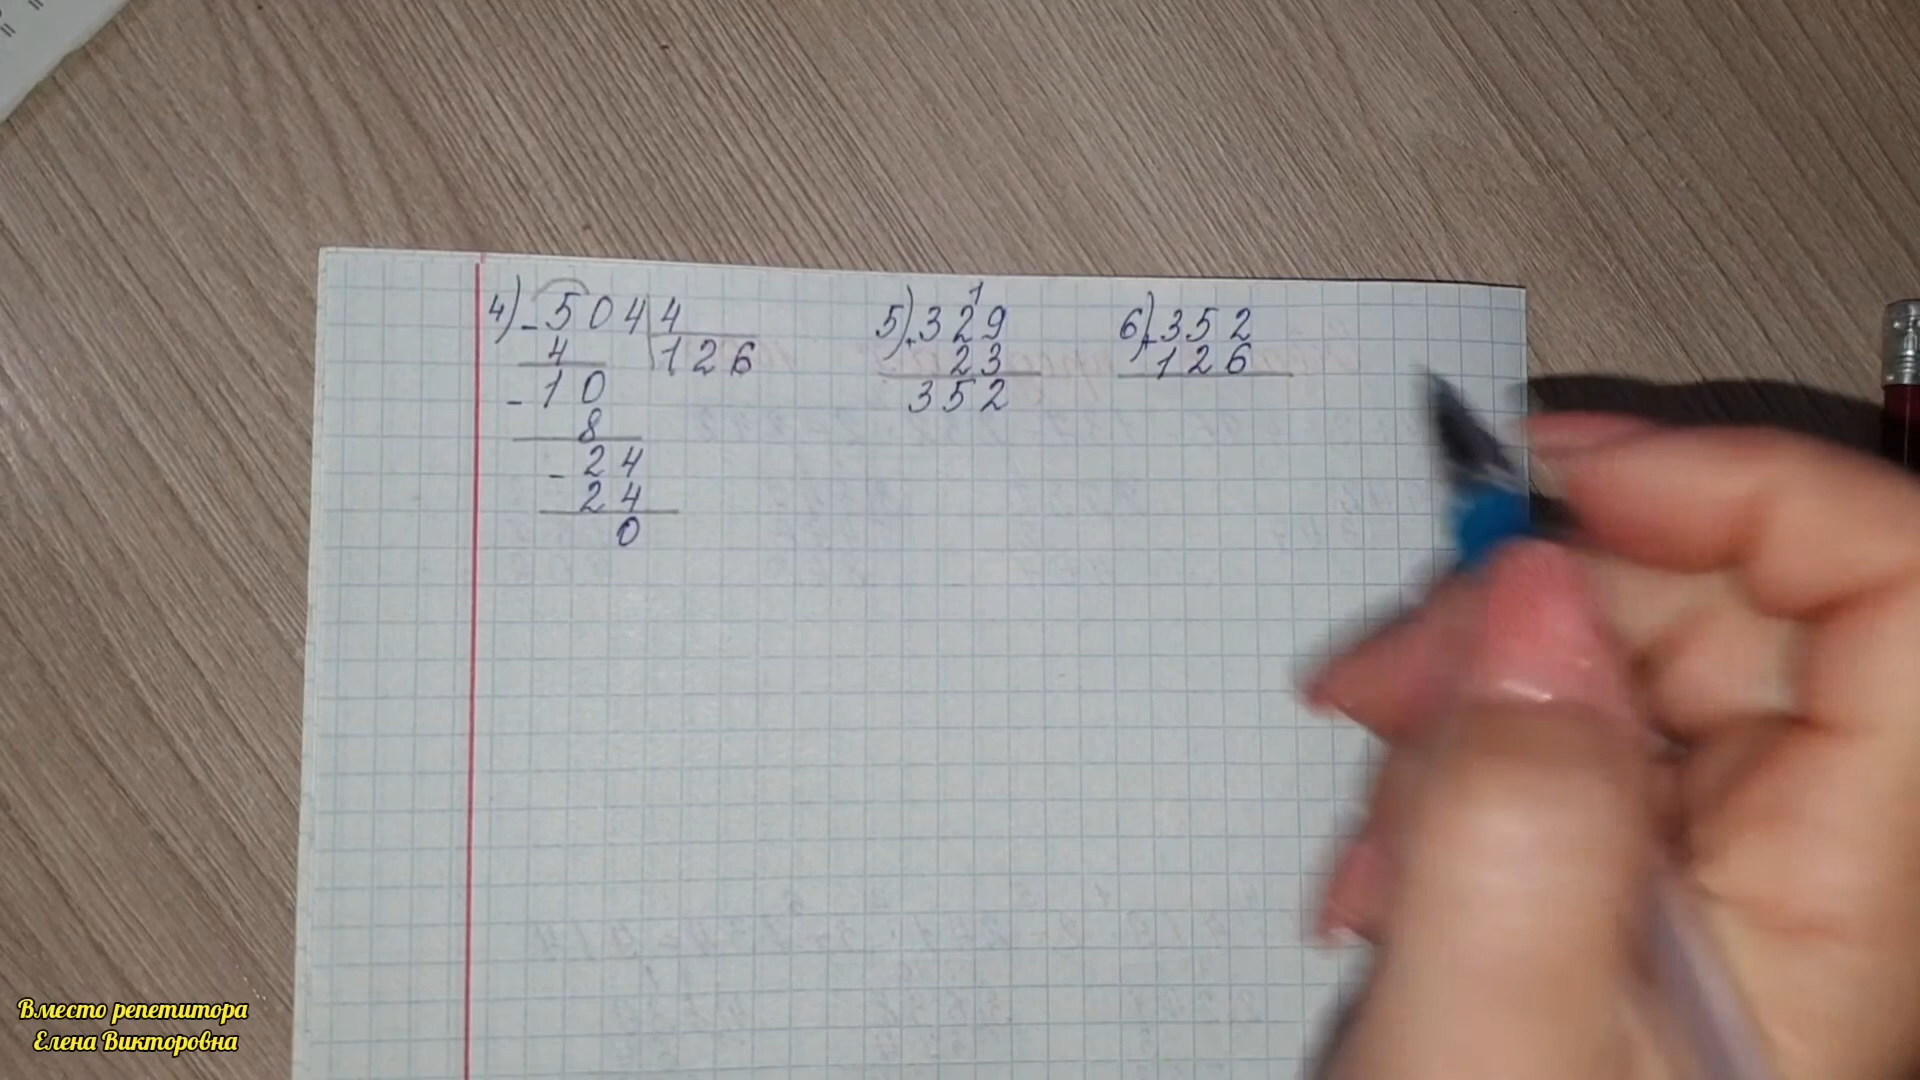 4) - 504 | 4
4 126
- 10
8
- 24
24
0
1
5) + 329
23
352
6) + 352
126
Вместо репетитора
Елена Викторовна